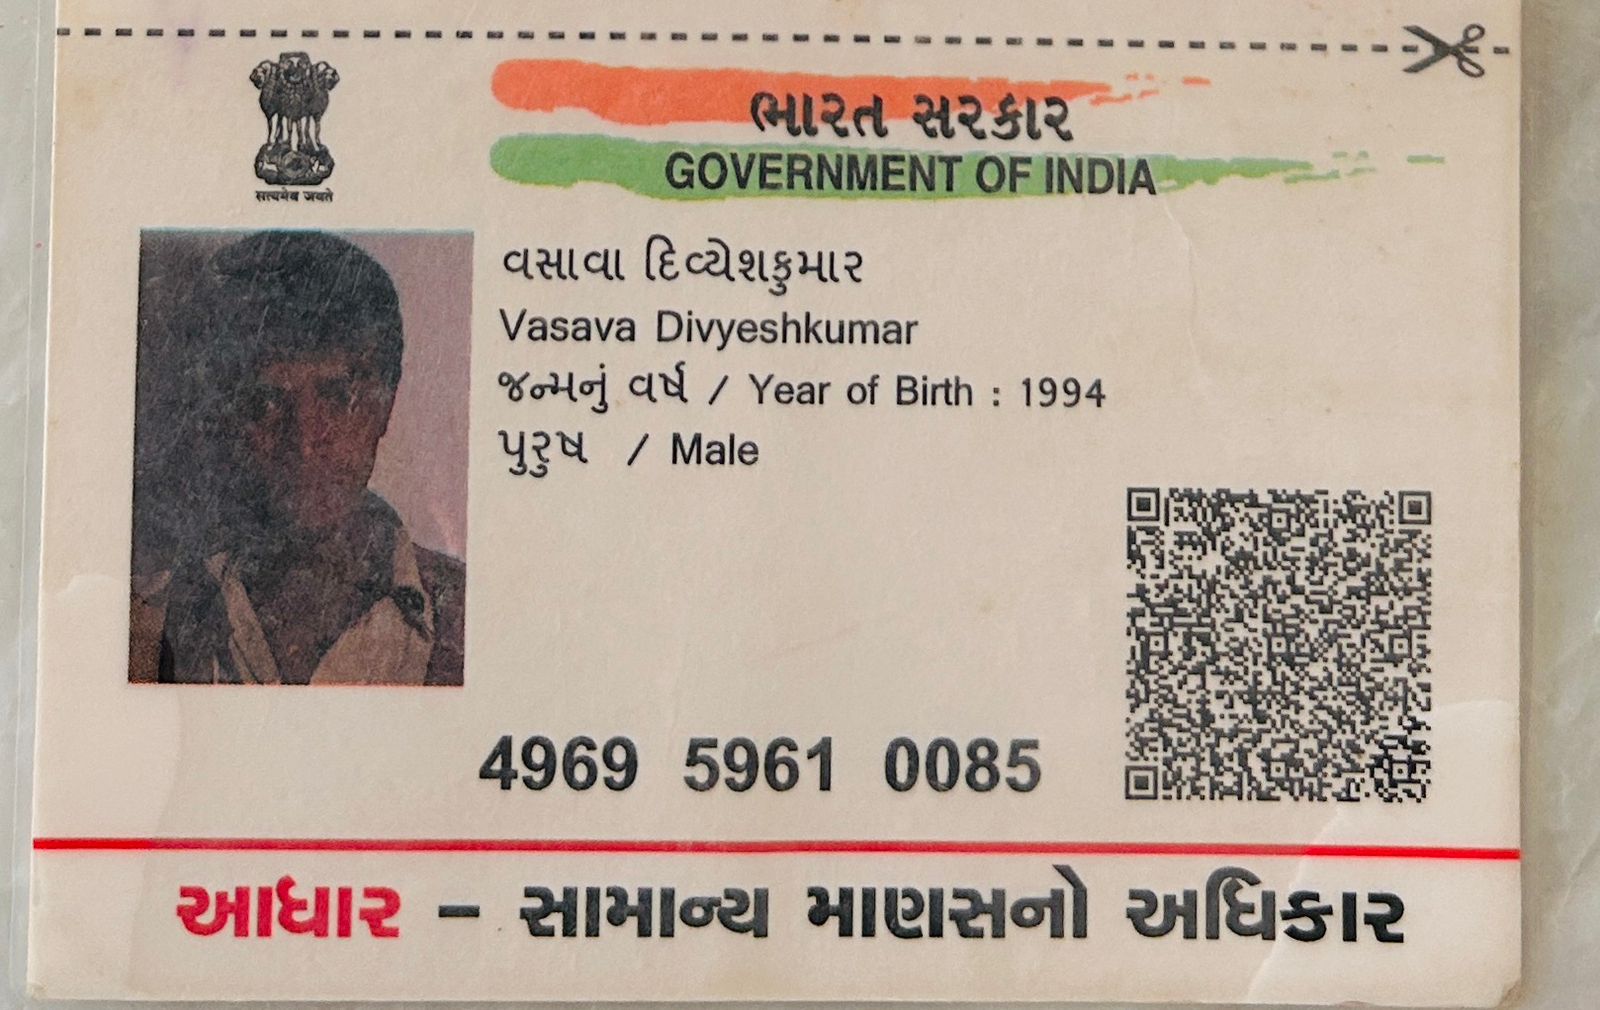 सत्यमेव जयते
ભારત સરકાર
GOVERNMENT OF INDIA
વસાવા દિવ્યેશકુમાર
Vasava Divyeshkumar
જન્મનું વર્ષ / Year of Birth : 1994
પુરુષ / Male
4969 5961 0085
આધાર – સામાન્ય માણસનો અધિકાર